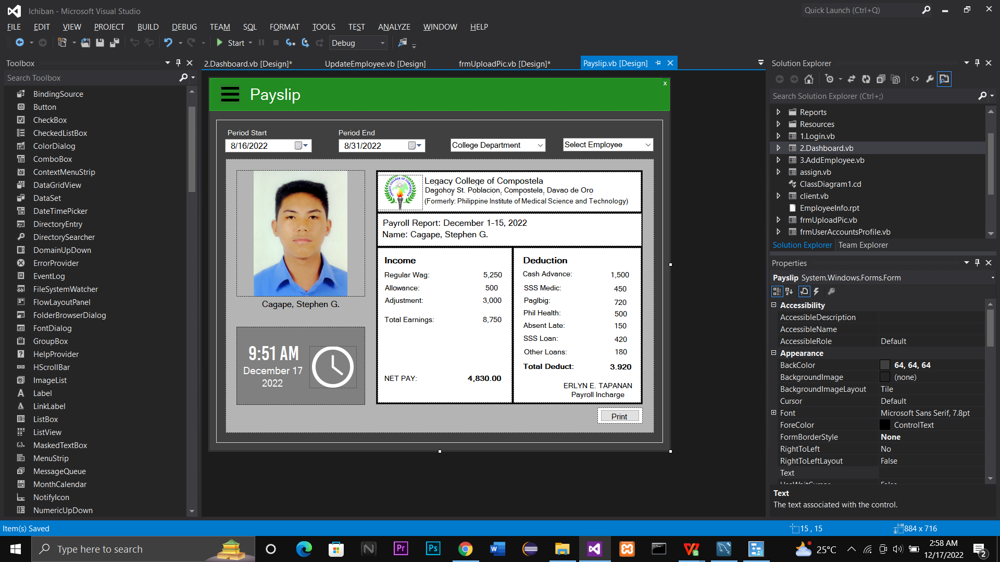 Ichiban - Microsoft Visual Studio
Quick Launch (Ctrl+Q)
FILE EDIT VIEW PROJECT BUILD DEBUG TEAM SQL FORMAT TOOLS TEST ANALYZE WINDOW HELP
Start Debug
Toolbox
Search Toolbox
BindingSource
Button
CheckBox
CheckedListBox
ColorDialog
ComboBox
ContextMenuStrip
DataGridView
DataSet
DateTimePicker
DirectoryEntry
DirectorySearcher
DomainUpDown
ErrorProvider
EventLog
FileSystemWatcher
FlowLayoutPanel
FolderBrowserDialog
FontDialog
GroupBox
HelpProvider
HScrollBar
ImageList
Label
LinkLabel
ListBox
ListView
MaskedTextBox
MenuStrip
MessageQueue
MonthCalendar
NotifyIcon
NumericUpDown
2.Dashboard.vb [Design]* UpdateEmployee.vb [Design] frmUploadPic.vb [Design]* Payslip.vb [Design]
Payslip
x
Period Start Period End
8/16/2022 8/31/2022 College Department Select Employee
Legacy College of Compostela
Dagohoy St. Poblacion, Compostela, Davao de Oro
(Formerly: Philippine Institute of Medical Science and Technology)
Payroll Report: December 1-15, 2022
Name: Cagape, Stephen G.
Cagape, Stephen G.
9:51 AM
December 17
2022
Income
Regular Wag: 5,250
Allowance: 500
Adjustment: 3,000
Total Earnings: 8,750
NET PAY: 4,830.00
Deduction
Cash Advance: 1,500
SSS Medic: 450
Paglbig: 720
Phil Health: 500
Absent Late: 150
SSS Loan: 420
Other Loans: 180
Total Deduct: 3.920
ERLYN E. TAPANAN
Payroll Incharge
Print
Solution Explorer
Search Solution Explorer (Ctrl+;)
Reports
Resources
1.Login.vb
2.Dashboard.vb
3.AddEmployee.vb
assign.vb
ClassDiagram1.cd
client.vb
EmployeeInfo.rpt
frmUploadPic.vb
frmUserAccountsProfile.vb
Solution Explorer Team Explorer
Properties
Payslip System.Windows.Forms.Form
Accessibility
AccessibleDescription
AccessibleName
AccessibleRole Default
Appearance
BackColor 64, 64, 64
BackgroundImage (none)
BackgroundImageLayout Tile
Cursor Default
Font Microsoft Sans Serif, 7.8pt
ForeColor ControlText
FormBorderStyle None
RightToLeft No
RightToLeftLayout False
Text
UseWaitCursor False
Text
The text associated with the control.
Item(s) Saved 15 , 15 884 x 716
Type here to search
25°C
2:58 AM
12/17/2022
2